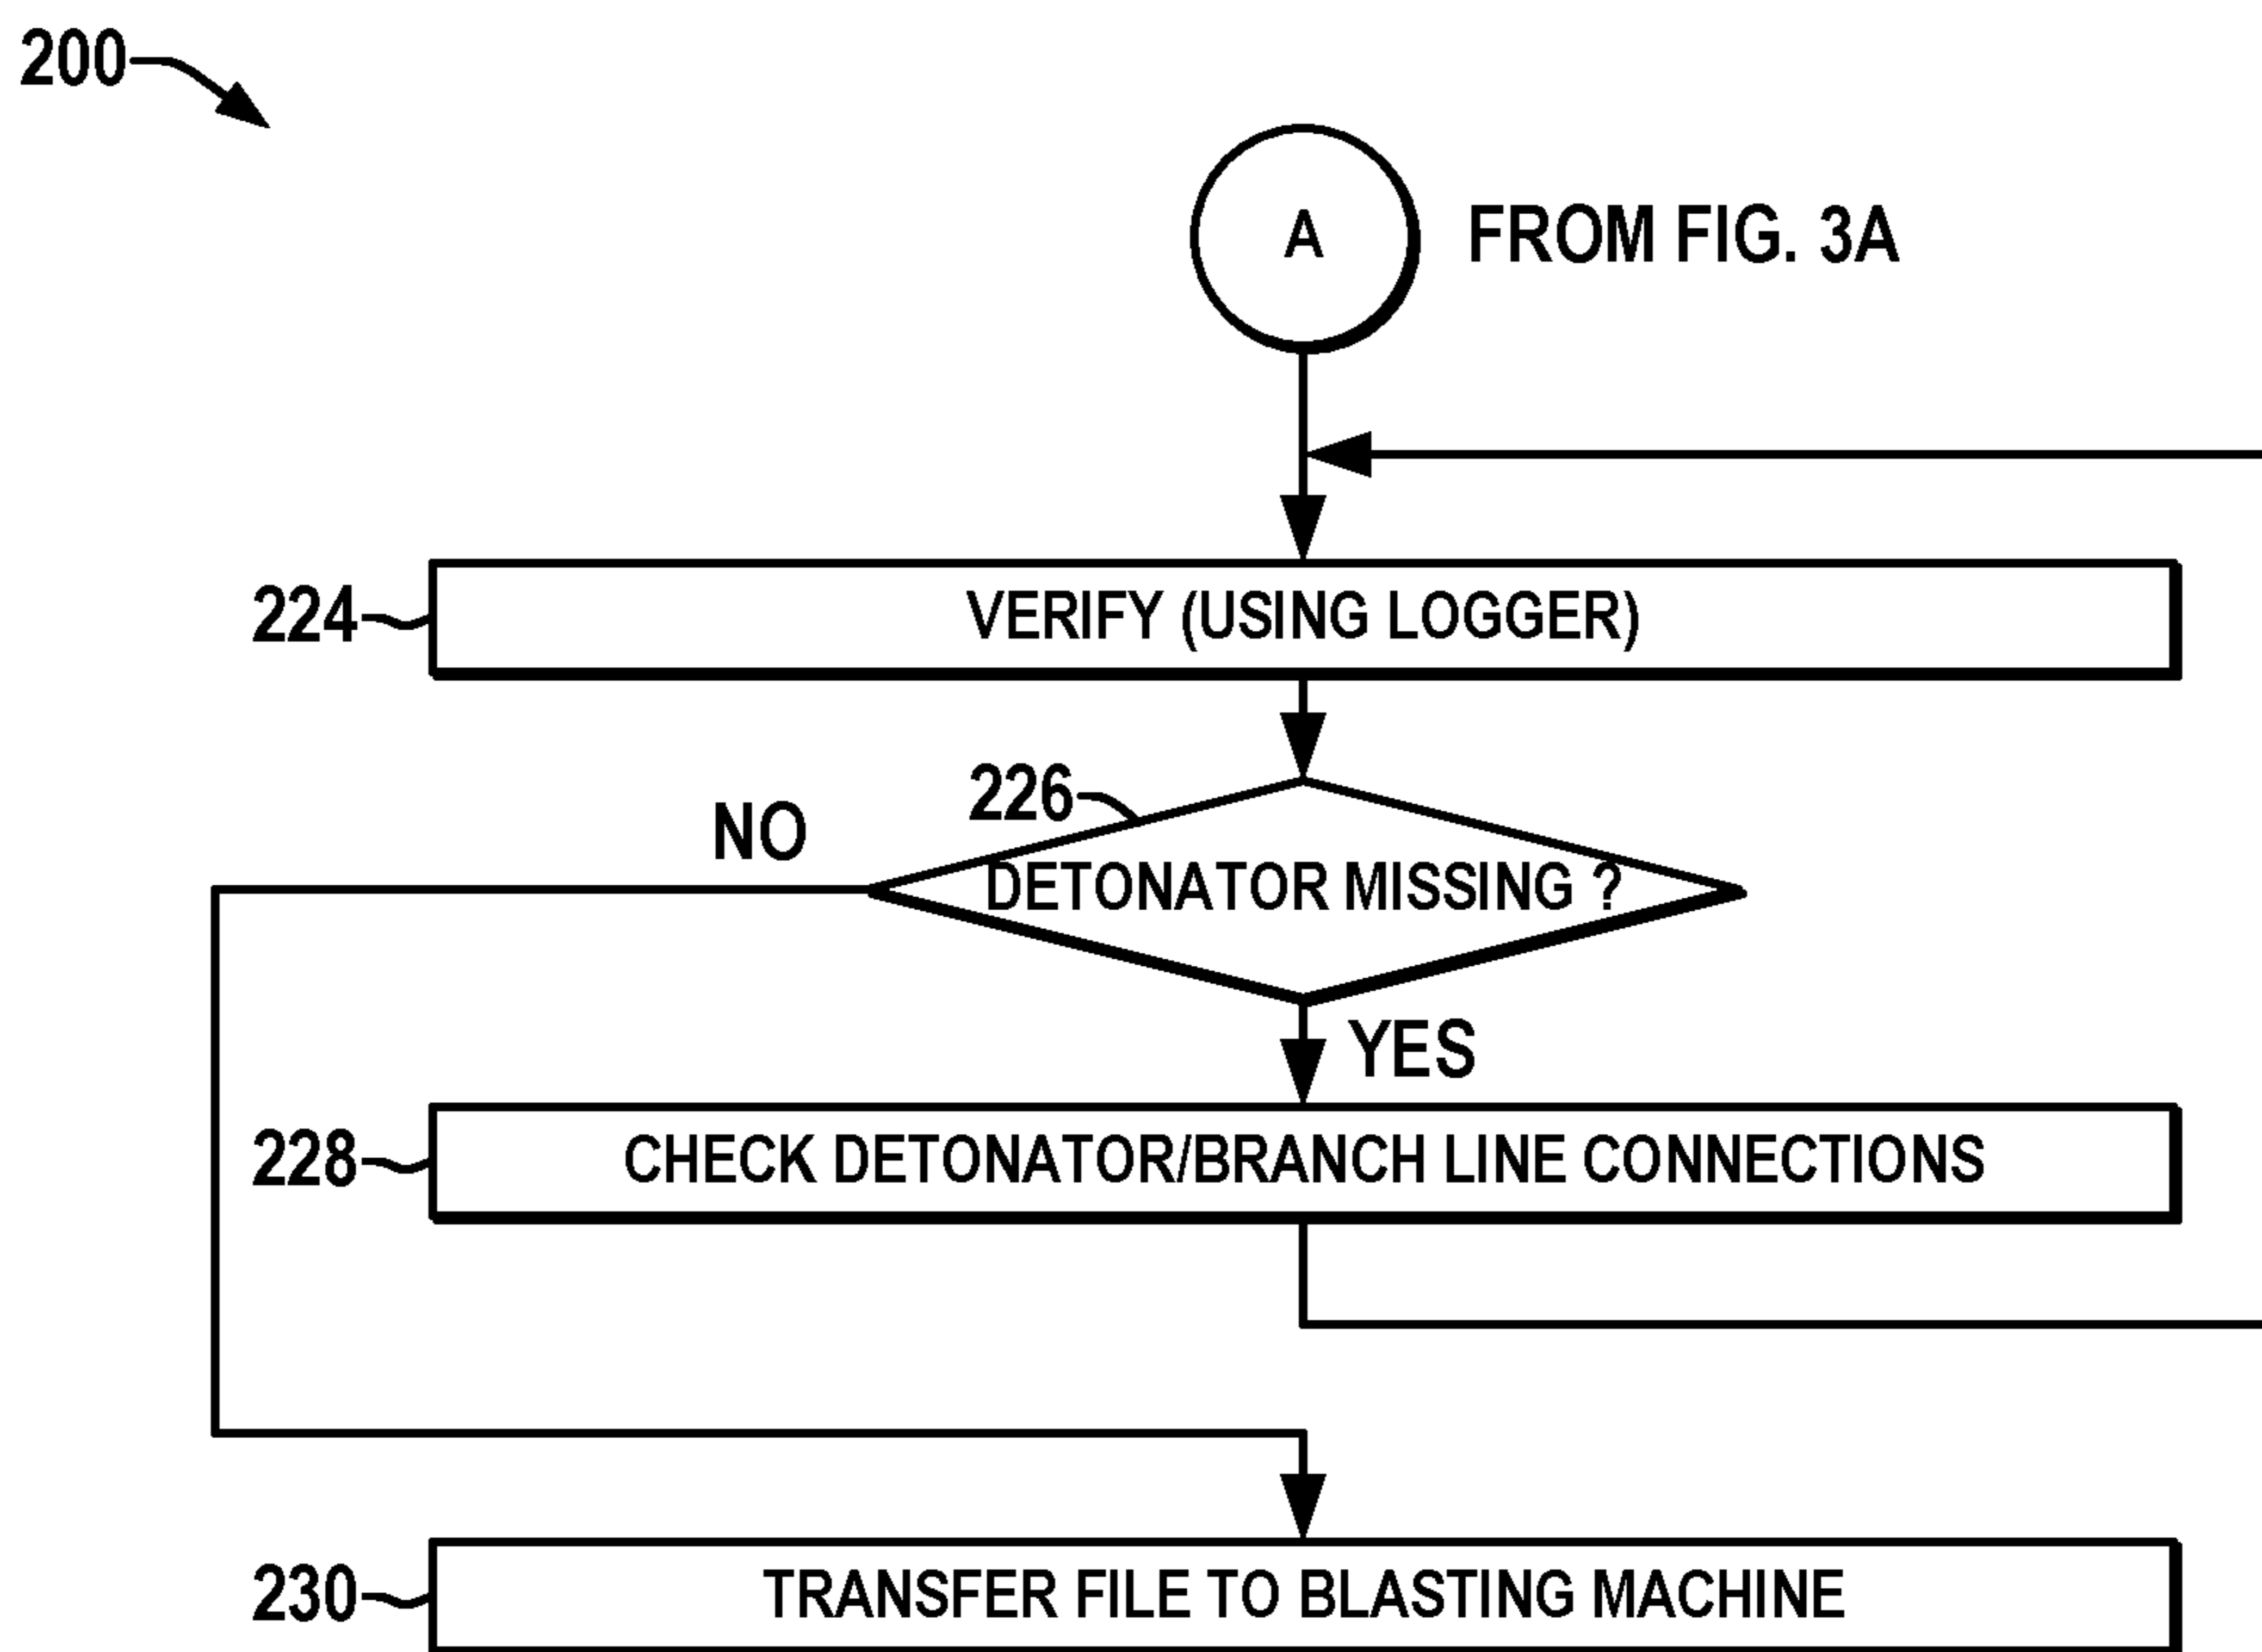 200
A
FROM FIG. 3A
224
VERIFY (USING LOGGER)
226
NO
DETONATOR MISSING ?
YES
228
CHECK DETONATOR/BRANCH LINE CONNECTIONS
230
TRANSFER FILE TO BLASTING MACHINE